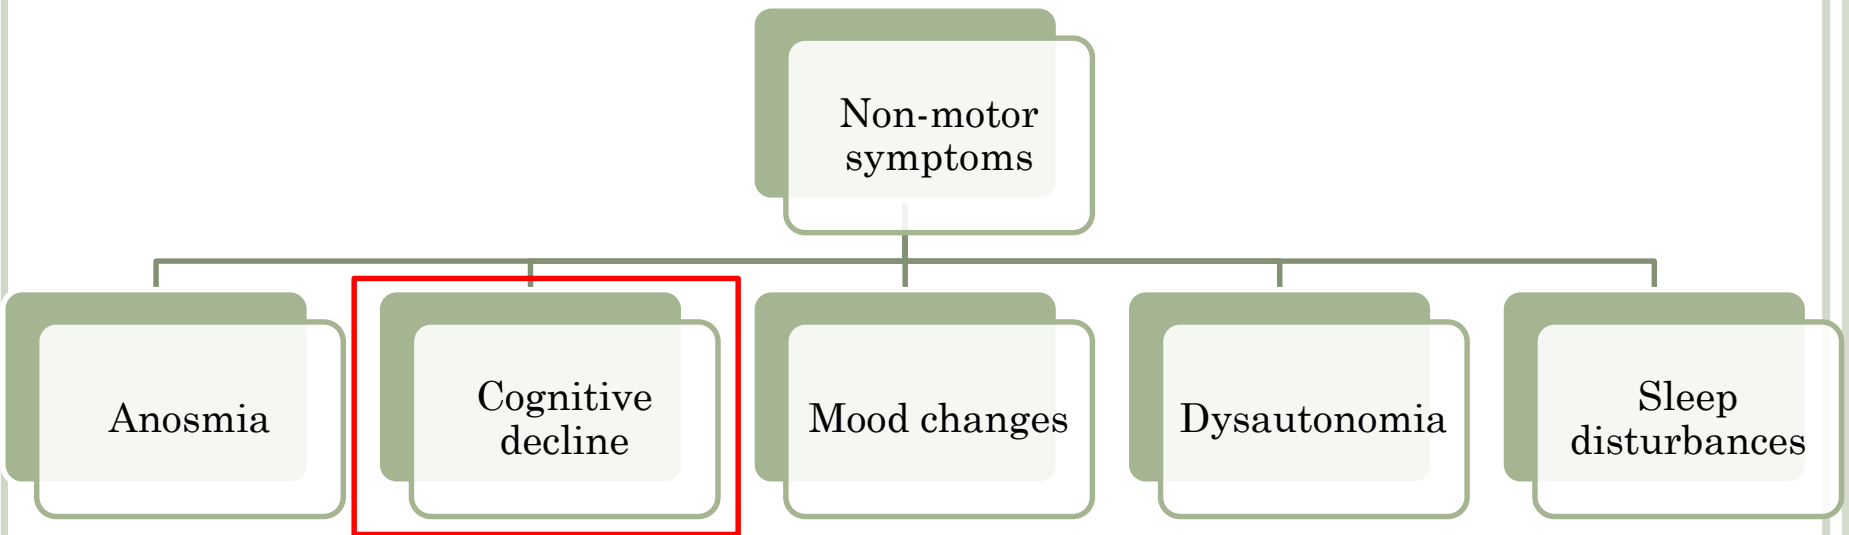 Non-motor
symptoms
Anosmia
Cognitive
decline
Mood changes
Dysautonomia
Sleep
disturbances